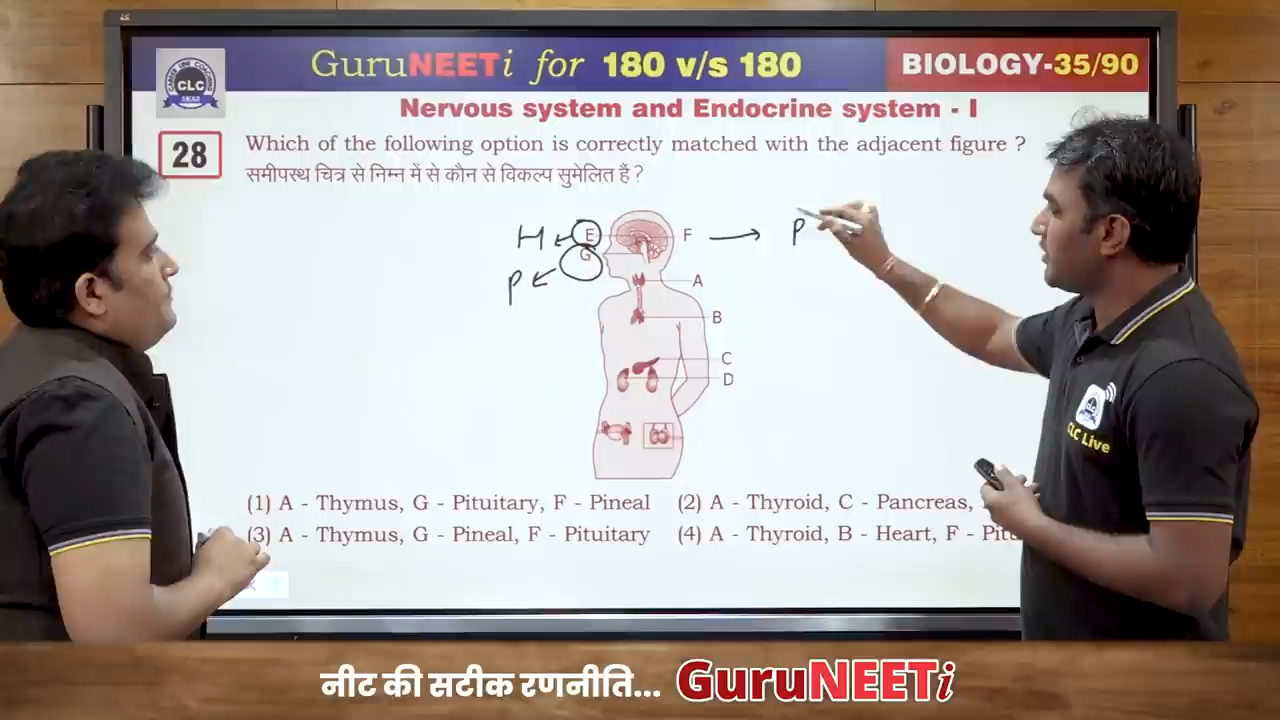 GuruNEETi for 180 v/s 180
BIOLOGY-35/90
CLC
SIKAR
Nervous system and Endocrine system - I
28
Which of the following option is correctly matched with the adjacent figure ?
समीपस्थ चित्र से निम्न में से कौन से विकल्प सुमेलित हैं ?
H E F P
G
P
A
B
C
D
(1) A - Thymus, G - Pituitary, F - Pineal
(2) A - Thyroid, C - Pancreas,
(3) A - Thymus, G - Pineal, F - Pituitary
(4) A - Thyroid, B - Heart, F -
CLC
CLC Live
नीट की सटीक रणनीति... GuruNEETi